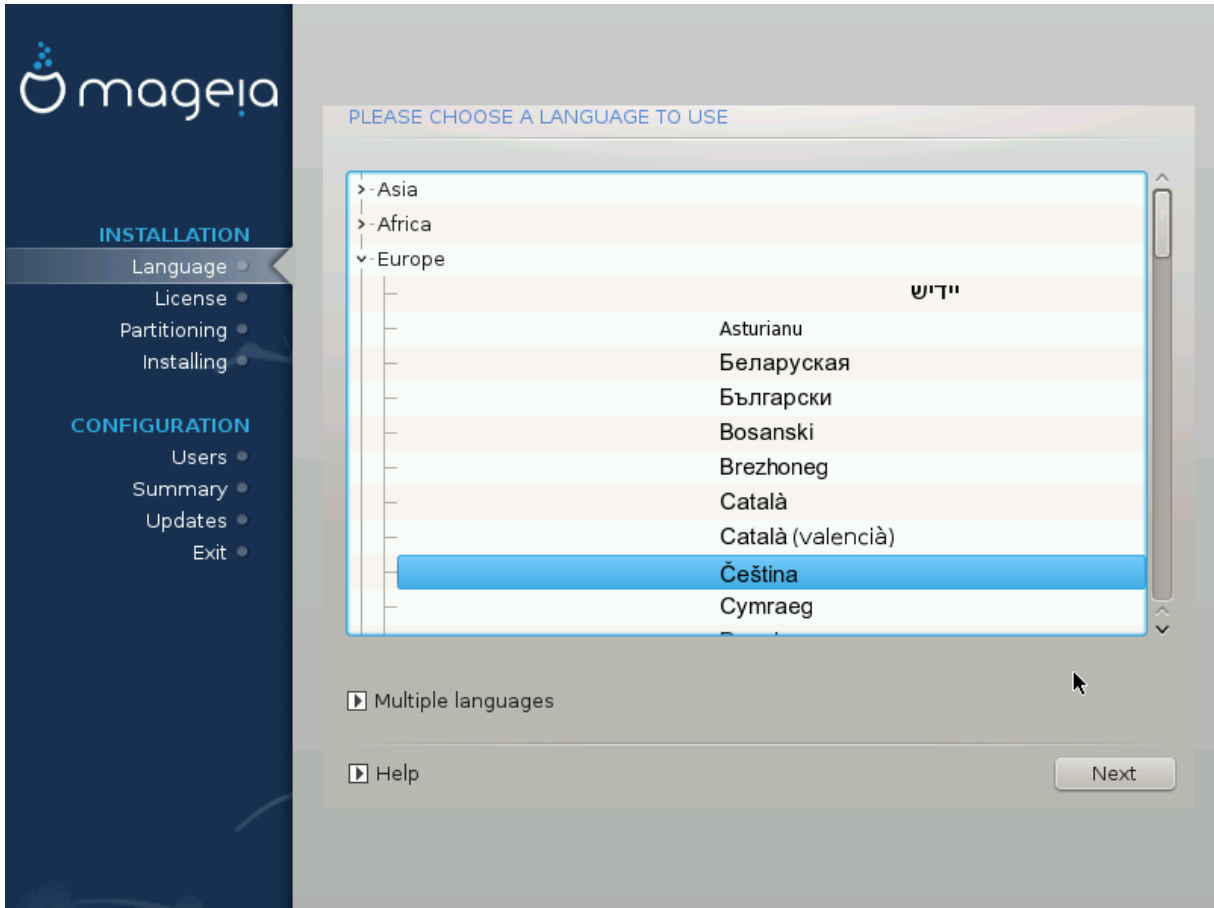 mageia
INSTALLATION
Language
License
Partitioning
Installing
CONFIGURATION
Users
Summary
Updates
Exit
PLEASE CHOOSE A LANGUAGE TO USE
Asia
Africa
Europe
ייִדיש
Asturianu
Беларуская
Български
Bosanski
Brezhoneg
Català
Català (valencià)
Čeština
Cymraeg
Multiple languages
Help
Next